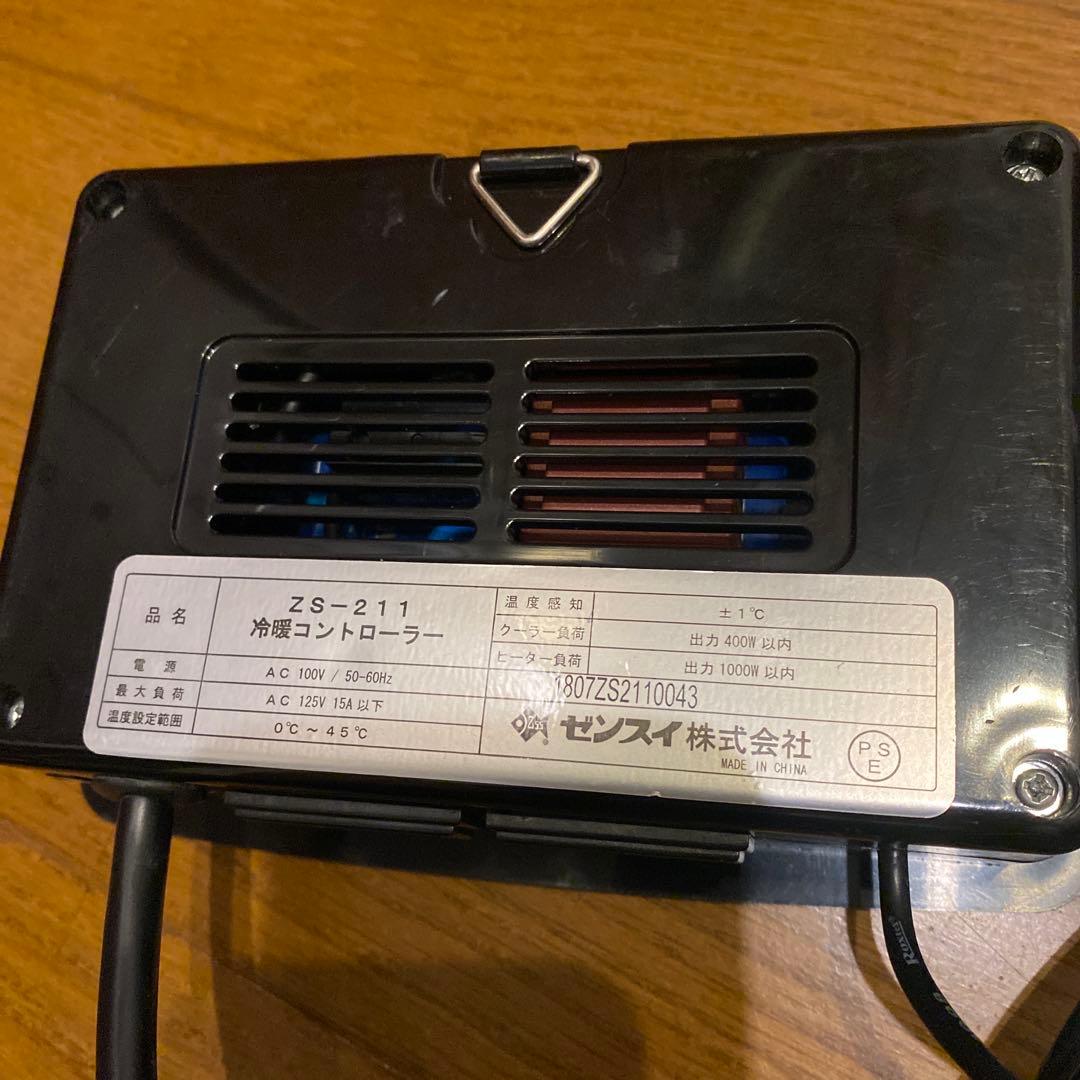 品名 ZS-211
冷暖コントローラー
電源 AC 100V / 50-60Hz
最大負荷 AC 125V 15A 以下
温度設定範囲 0℃～45℃
温度感知 ±1℃
クーラー負荷 出力 400W 以内
ヒーター負荷 出力 1000W 以内
1807ZS2110043
ゼンスイ株式会社
MADE IN CHINA
PS
E